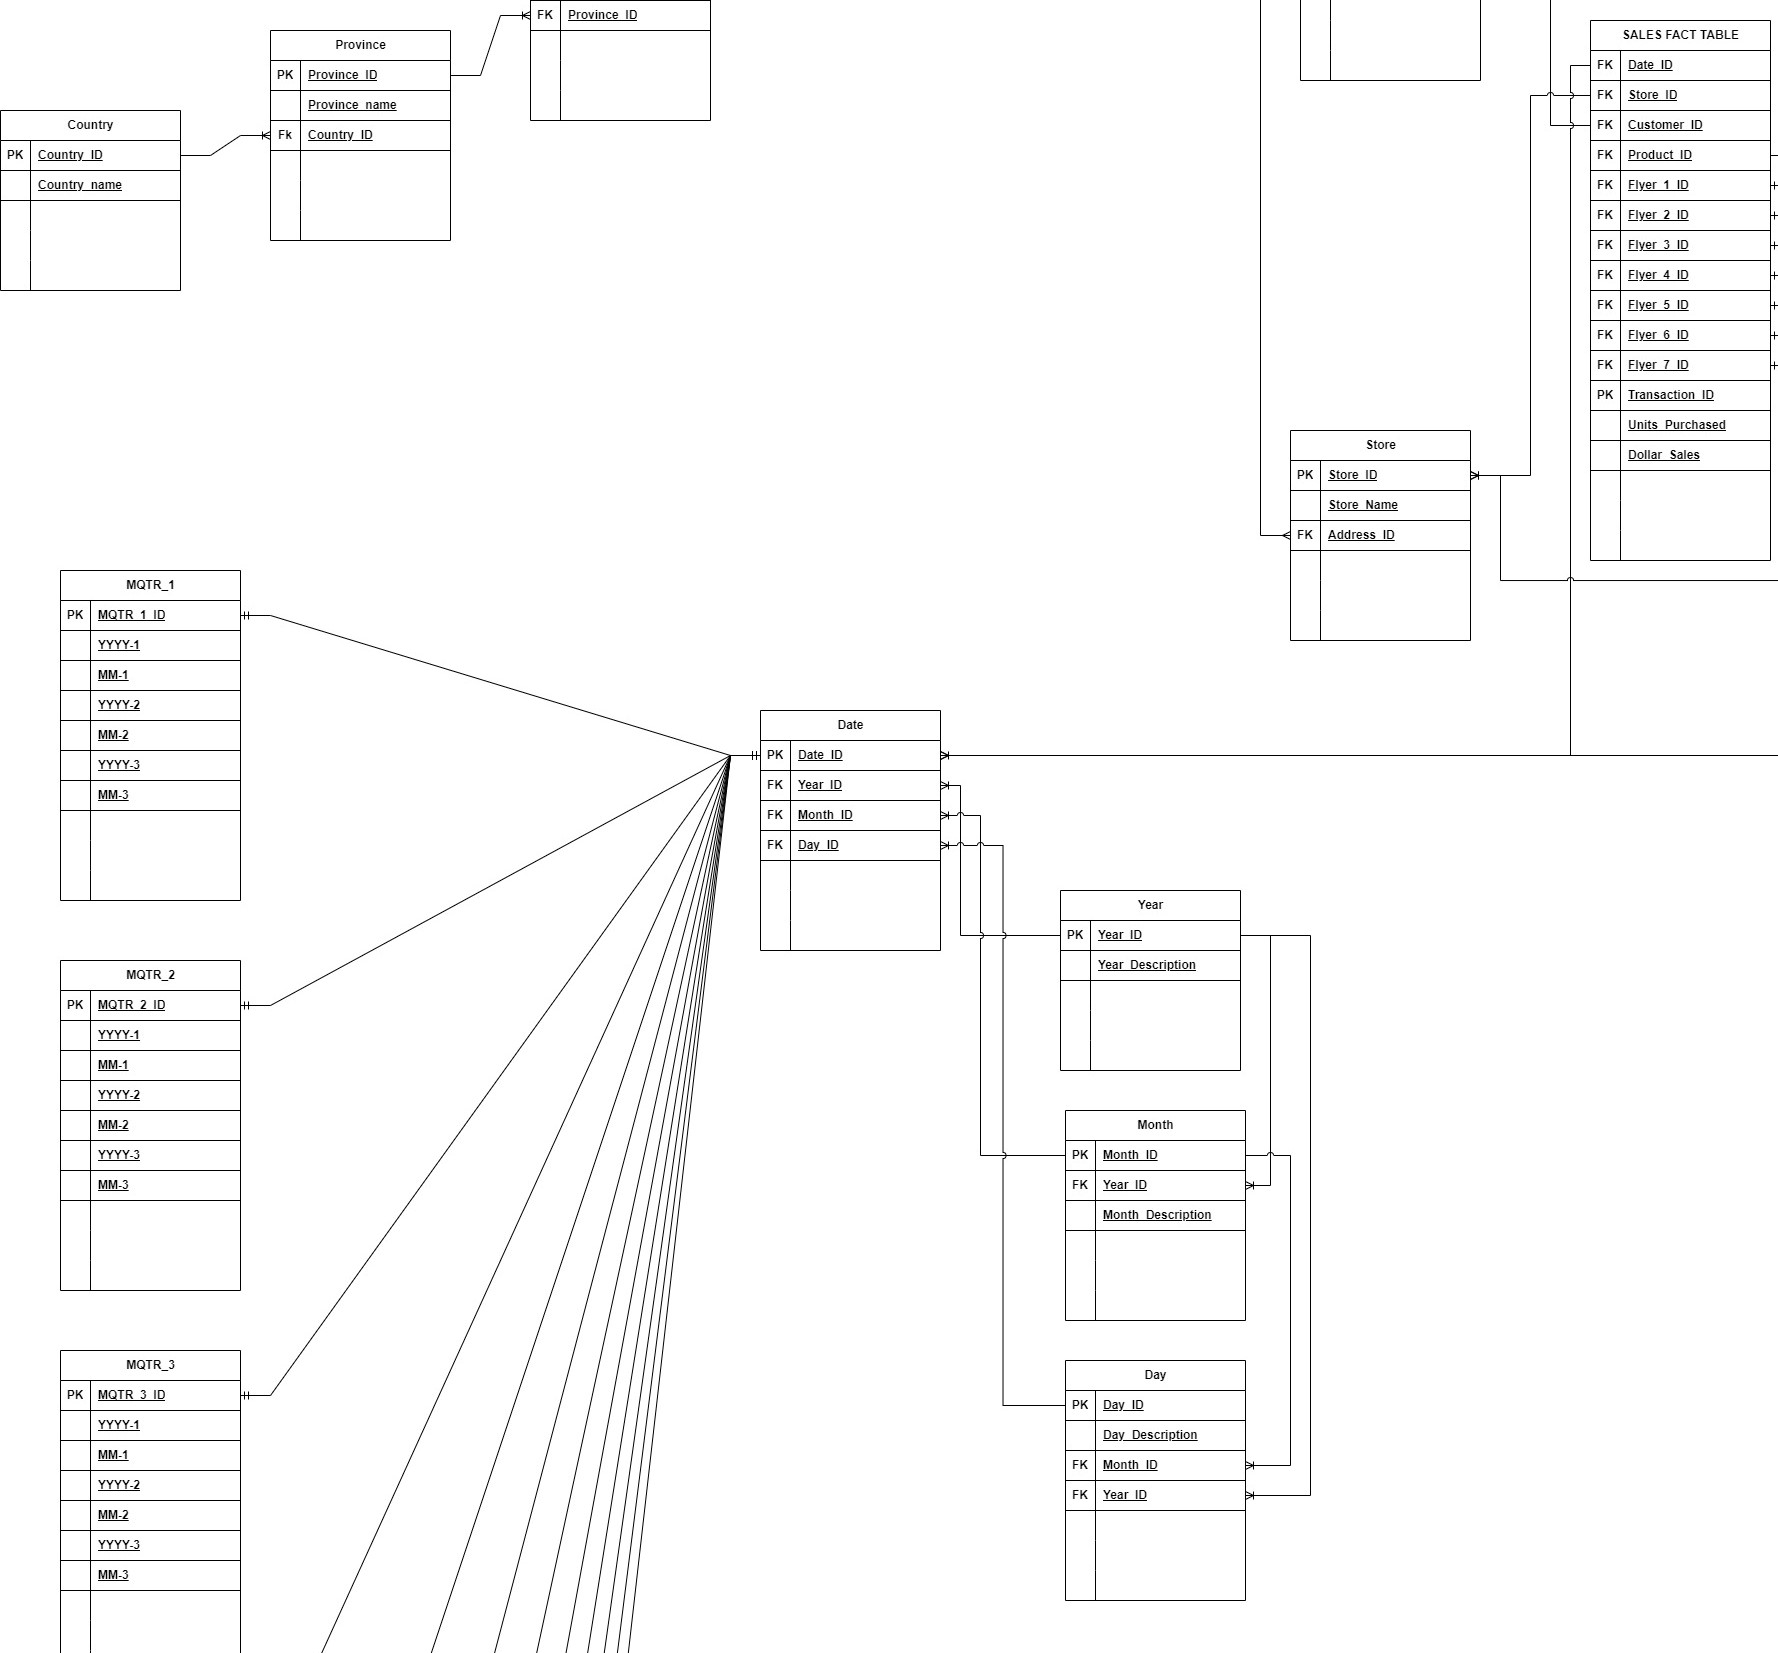 FK Province_ID
Province
PK Province_ID
Province_name
Fk Country_ID
Country
PK Country_ID
Country_name
SALES FACT TABLE
FK Date_ID
FK Store_ID
FK Customer_ID
FK Product_ID
FK Flyer_1_ID
FK Flyer_2_ID
FK Flyer_3_ID
FK Flyer_4_ID
FK Flyer_5_ID
FK Flyer_6_ID
FK Flyer_7_ID
PK Transaction_ID
Units_Purchased
Dollar_Sales
Store
PK Store_ID
Store_Name
FK Address_ID
MQTR_1
PK MQTR_1_ID
YYYY-1
MM-1
YYYY-2
MM-2
YYYY-3
MM-3
Date
PK Date_ID
FK Year_ID
FK Month_ID
FK Day_ID
Year
PK Year_ID
Year_Description
MQTR_2
PK MQTR_2_ID
YYYY-1
MM-1
YYYY-2
MM-2
YYYY-3
MM-3
Month
PK Month_ID
FK Year_ID
Month_Description
MQTR_3
PK MQTR_3_ID
YYYY-1
MM-1
YYYY-2
MM-2
YYYY-3
MM-3
Day
PK Day_ID
Day_Description
FK Month_ID
FK Year_ID